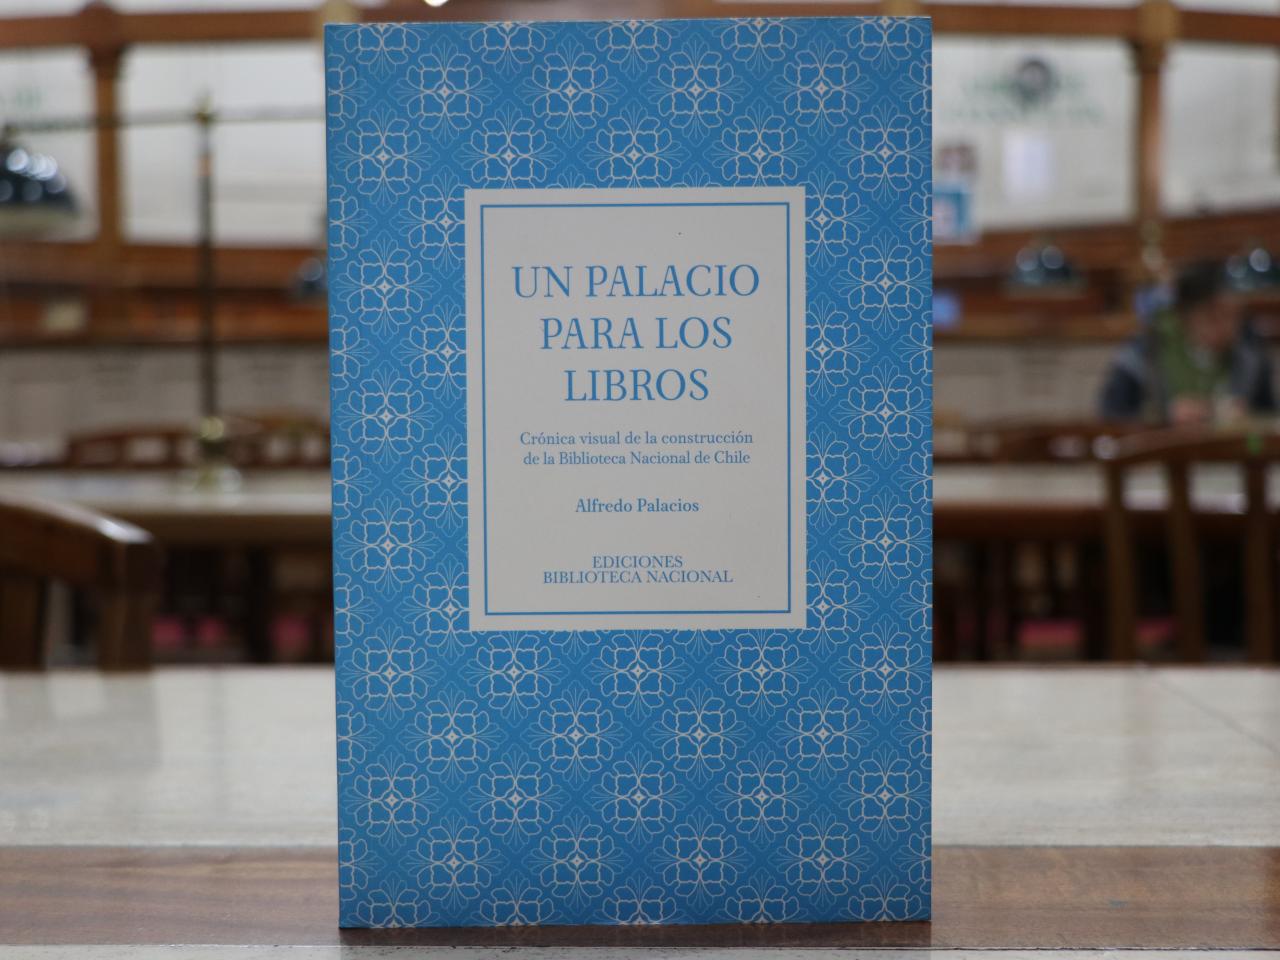 UN PALACIO
PARA LOS
LIBROS
Crónica visual de la construcción
de la Biblioteca Nacional de Chile
Alfredo Palacios
EDICIONES
BIBLIOTECA NACIONAL